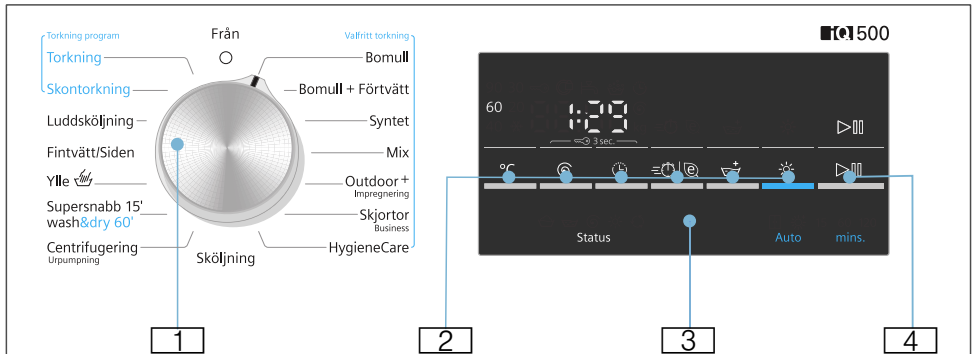 iQ 500
Torkning program
Från
Valfritt torkning
Torkning
Bomull
Skontorkning
Bomull + Förtvätt
Luddsköljning
Syntet
Fintvätt/Siden
Mix
Ylle
Outdoor +
Impregnering
Supersnabb 15'
wash&dry 60'
Skjortor
Business
Centrifugering
Urpumpning
Sköljning
HygieneCare
60
1:29
3 sec.
°C
e
+
Status
Auto
mins.
1
2
3
4